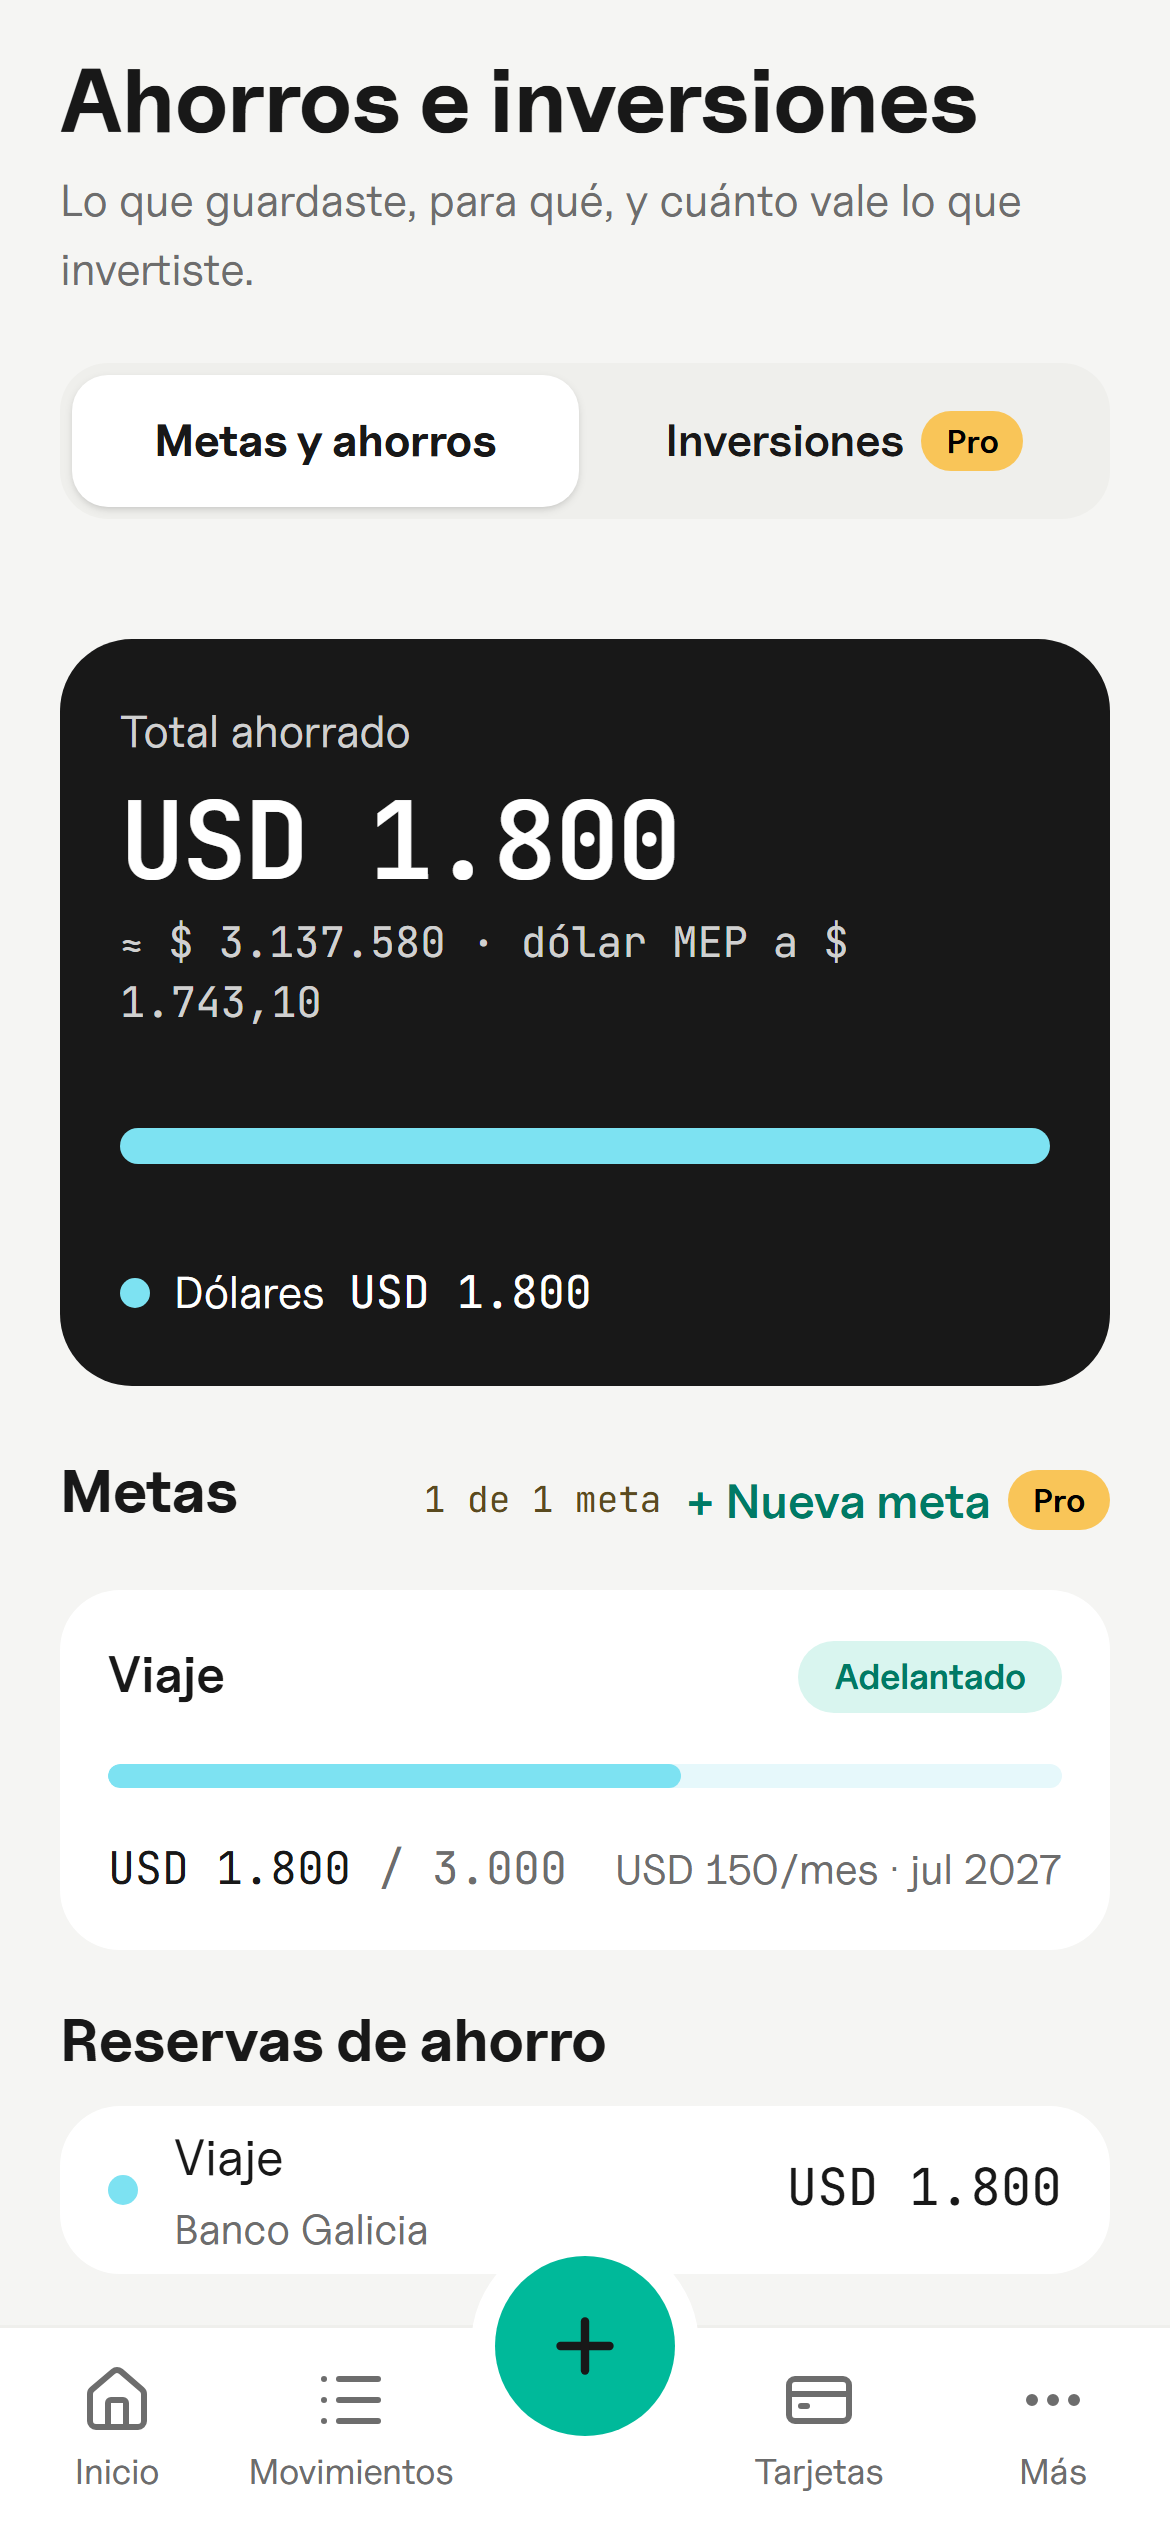 Ahorros e inversiones
Lo que guardaste, para qué, y cuánto vale lo que
invertiste.
Metas y ahorros
Inversiones Pro
Total ahorrado
USD 1.800
≈ $ 3.137.580 · dólar MEP a $
1.743,10
Dólares USD 1.800
Metas 1 de 1 meta + Nueva meta Pro
Viaje Adelantado
USD 1.800 / 3.000 USD 150/mes · jul 2027
Reservas de ahorro
Viaje
Banco Galicia
USD 1.800
Inicio Movimientos Tarjetas Más